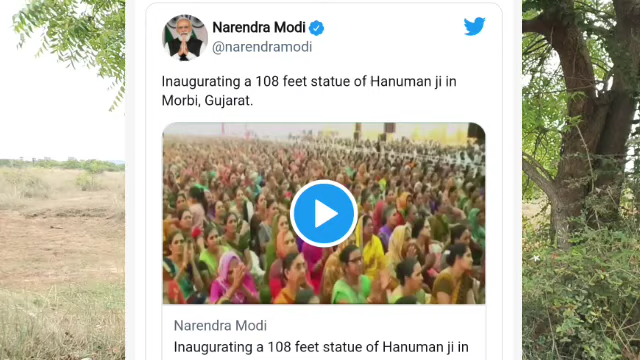 Narendra Modi
@narendramodi
Inaugurating a 108 feet statue of Hanuman ji in
Morbi, Gujarat.
Narendra Modi
Inaugurating a 108 feet statue of Hanuman ji in